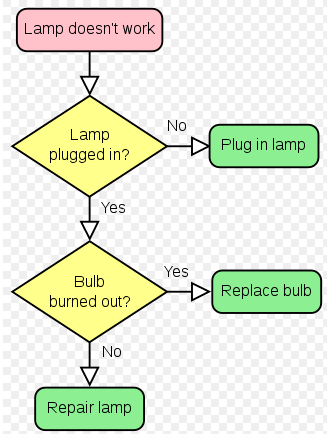 Lamp doesn't work
Lamp
plugged in?
No
Plug in lamp
Yes
Bulb
burned out?
Yes
Replace bulb
No
Repair lamp